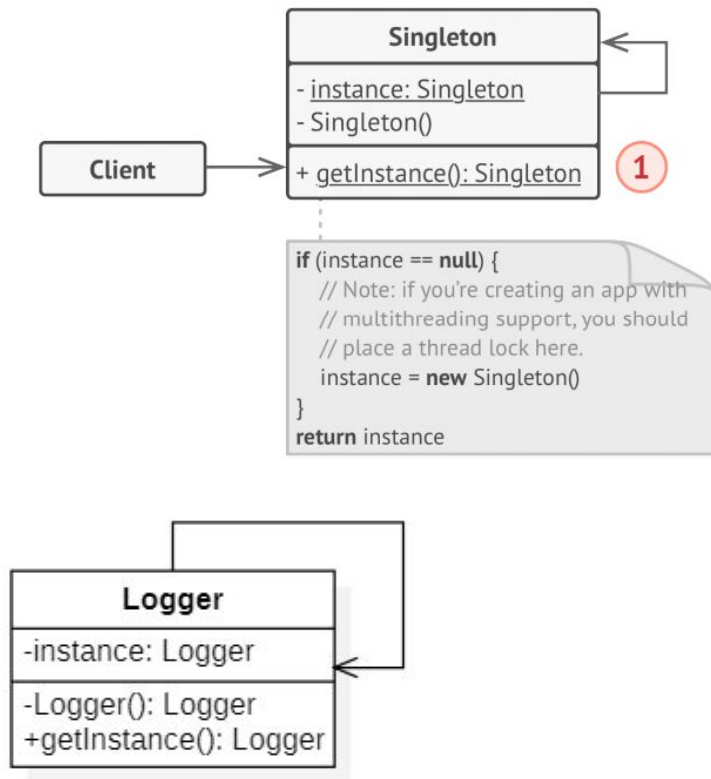 Singleton
- instance: Singleton
- Singleton()
Client
+ getInstance(): Singleton
1
if (instance == null) {
// Note: if you’re creating an app with
// multithreading support, you should
// place a thread lock here.
instance = new Singleton()
}
return instance
Logger
-instance: Logger
-Logger(): Logger
+getInstance(): Logger